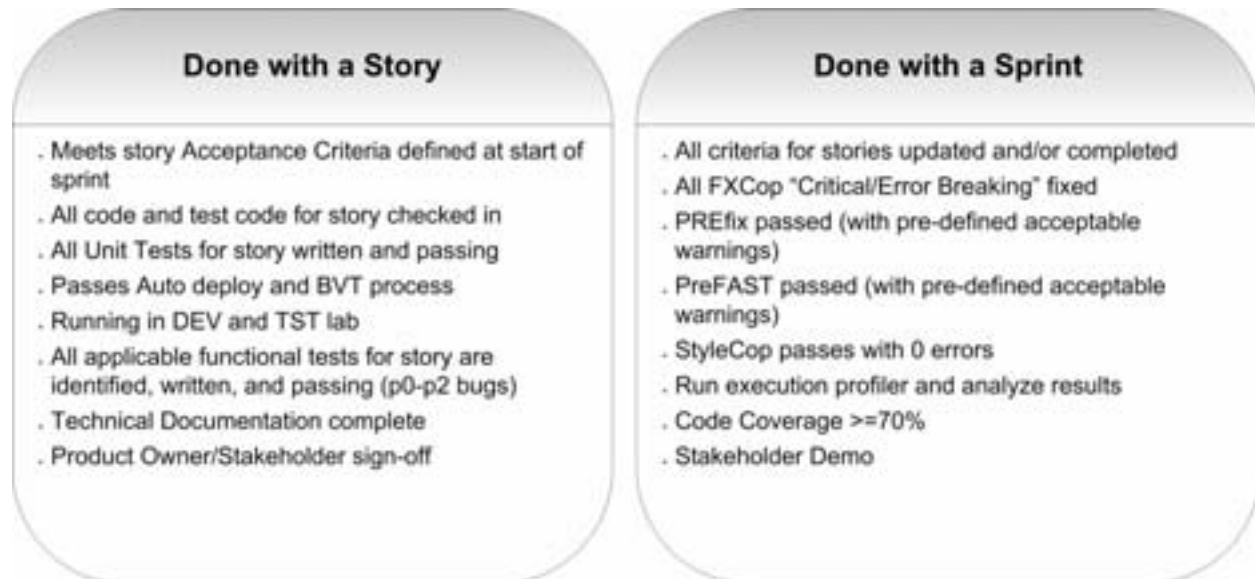 Done with a Story
. Meets story Acceptance Criteria defined at start of
sprint
. All code and test code for story checked in
. All Unit Tests for story written and passing
. Passes Auto deploy and BVT process
. Running in DEV and TST lab
. All applicable functional tests for story are
identified, written, and passing (p0-p2 bugs)
. Technical Documentation complete
. Product Owner/Stakeholder sign-off
Done with a Sprint
. All criteria for stories updated and/or completed
. All FXCop “Critical/Error Breaking” fixed
. PREfix passed (with pre-defined acceptable
warnings)
. PreFAST passed (with pre-defined acceptable
warnings)
. StyleCop passes with 0 errors
. Run execution profiler and analyze results
. Code Coverage >=70%
. Stakeholder Demo